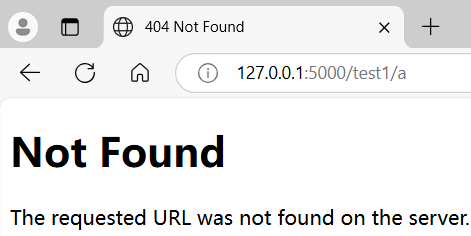 404 Not Found
127.0.0.1:5000/test1/a
Not Found
The requested URL was not found on the server.